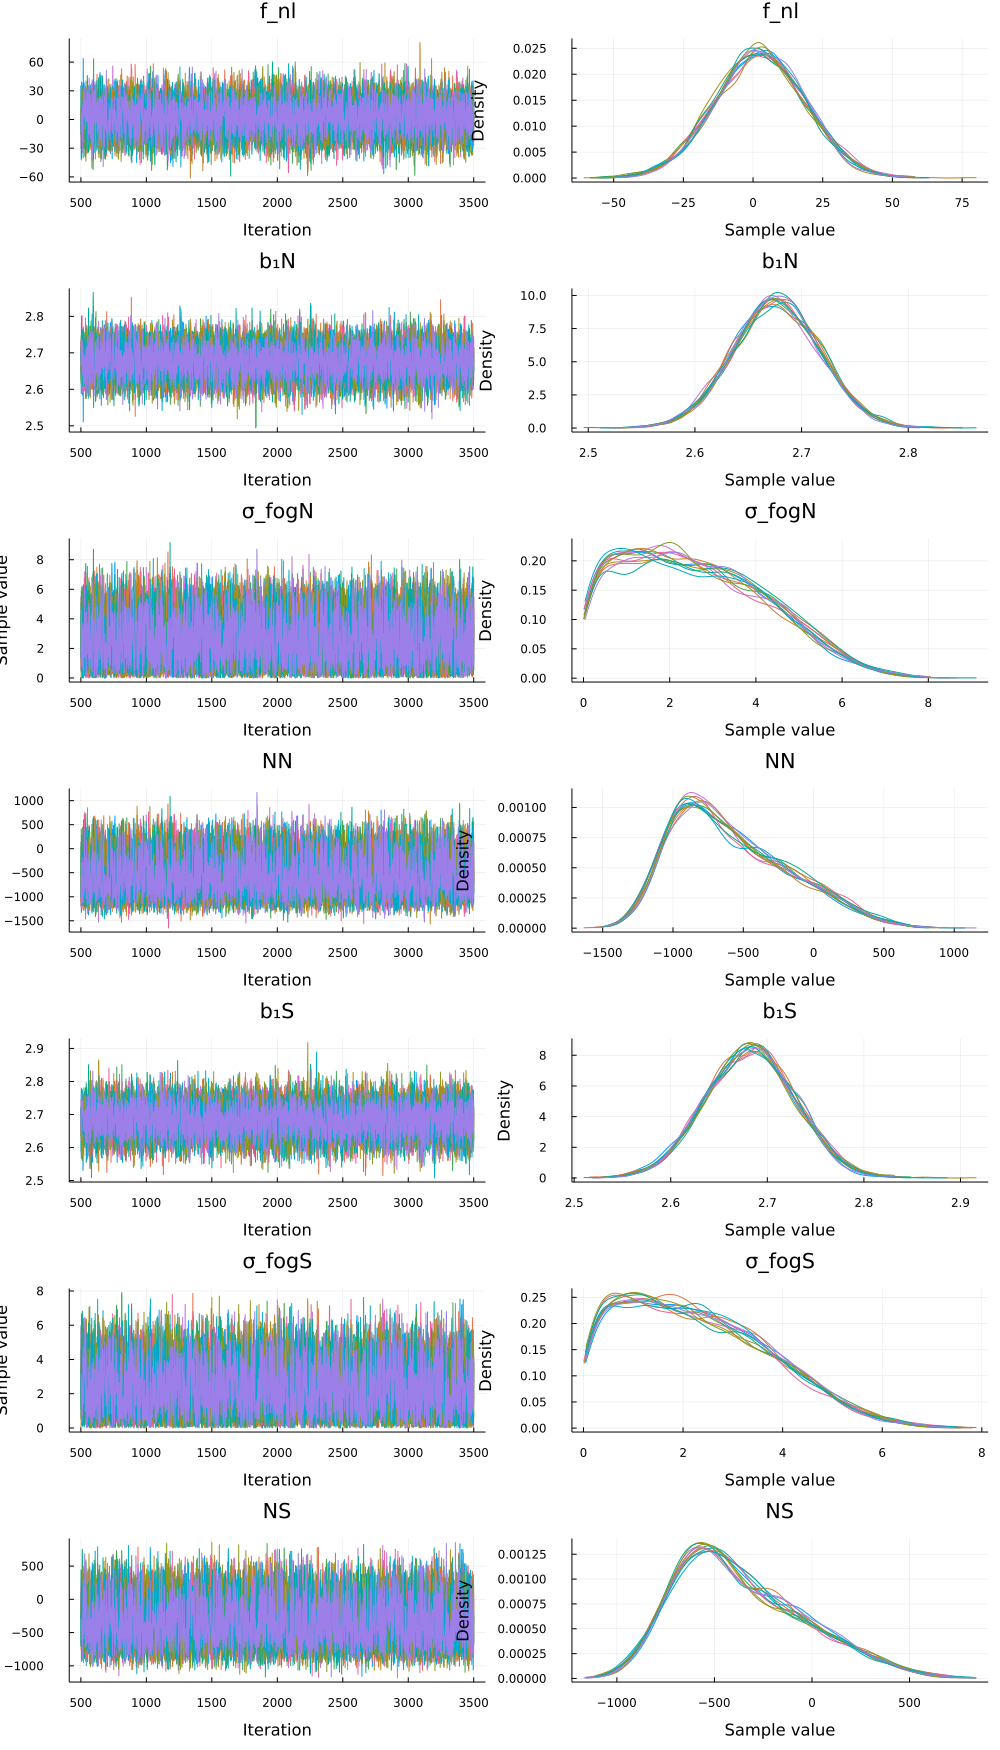 f_nl
f_nl
60
30
0
−30
−60
500 1000 1500 2000 2500 3000 3500
Iteration
Density
0.025
0.020
0.015
0.010
0.005
0.000
−50 −25 0 25 50 75
Sample value
b₁N
b₁N
2.8
2.7
2.6
2.5
500 1000 1500 2000 2500 3000 3500
Iteration
Density
10.0
7.5
5.0
2.5
0.0
2.5 2.6 2.7 2.8
Sample value
σ_fogN
σ_fogN
Sample value
8
6
4
2
0
500 1000 1500 2000 2500 3000 3500
Iteration
Density
0.20
0.15
0.10
0.05
0.00
0 2 4 6 8
Sample value
NN
NN
1000
500
0
−500
−1000
−1500
500 1000 1500 2000 2500 3000 3500
Iteration
Density
0.00100
0.00075
0.00050
0.00025
0.00000
−1500 −1000 −500 0 500 1000
Sample value
b₁S
b₁S
2.9
2.8
2.7
2.6
2.5
500 1000 1500 2000 2500 3000 3500
Iteration
Density
8
6
4
2
0
2.5 2.6 2.7 2.8 2.9
Sample value
σ_fogS
σ_fogS
Sample value
8
6
4
2
0
500 1000 1500 2000 2500 3000 3500
Iteration
Density
0.25
0.20
0.15
0.10
0.05
0.00
0 2 4 6 8
Sample value
NS
NS
500
0
−500
−1000
500 1000 1500 2000 2500 3000 3500
Iteration
Density
0.00125
0.00100
0.00075
0.00050
0.00025
0.00000
−1000 −500 0 500
Sample value